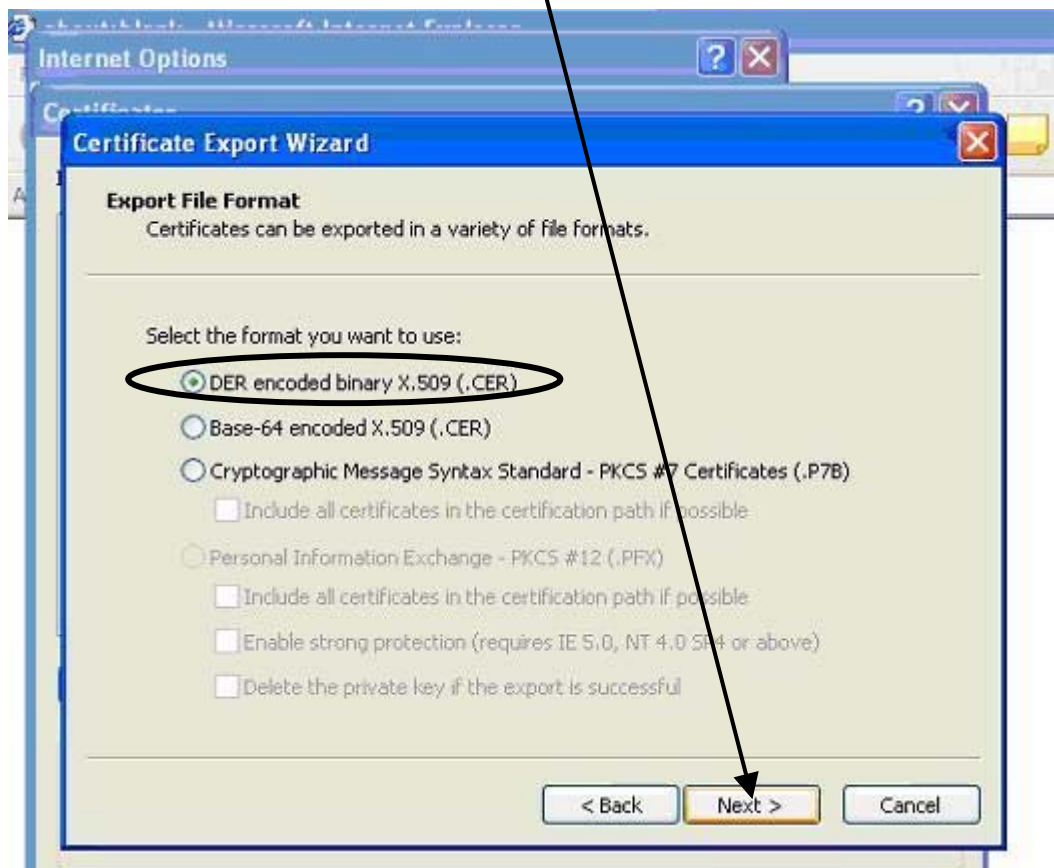 Internet Options
Certificate Export Wizard
Export File Format
Certificates can be exported in a variety of file formats.
Select the format you want to use:
DER encoded binary X.509 (.CER)
Base-64 encoded X.509 (.CER)
Cryptographic Message Syntax Standard - PKCS #7 Certificates (.P7B)
Include all certificates in the certification path if possible
Personal Information Exchange - PKCS #12 (.PFX)
Include all certificates in the certification path if possible
Enable strong protection (requires IE 5.0, NT 4.0 SP4 or above)
Delete the private key if the export is successful
< Back Next > Cancel